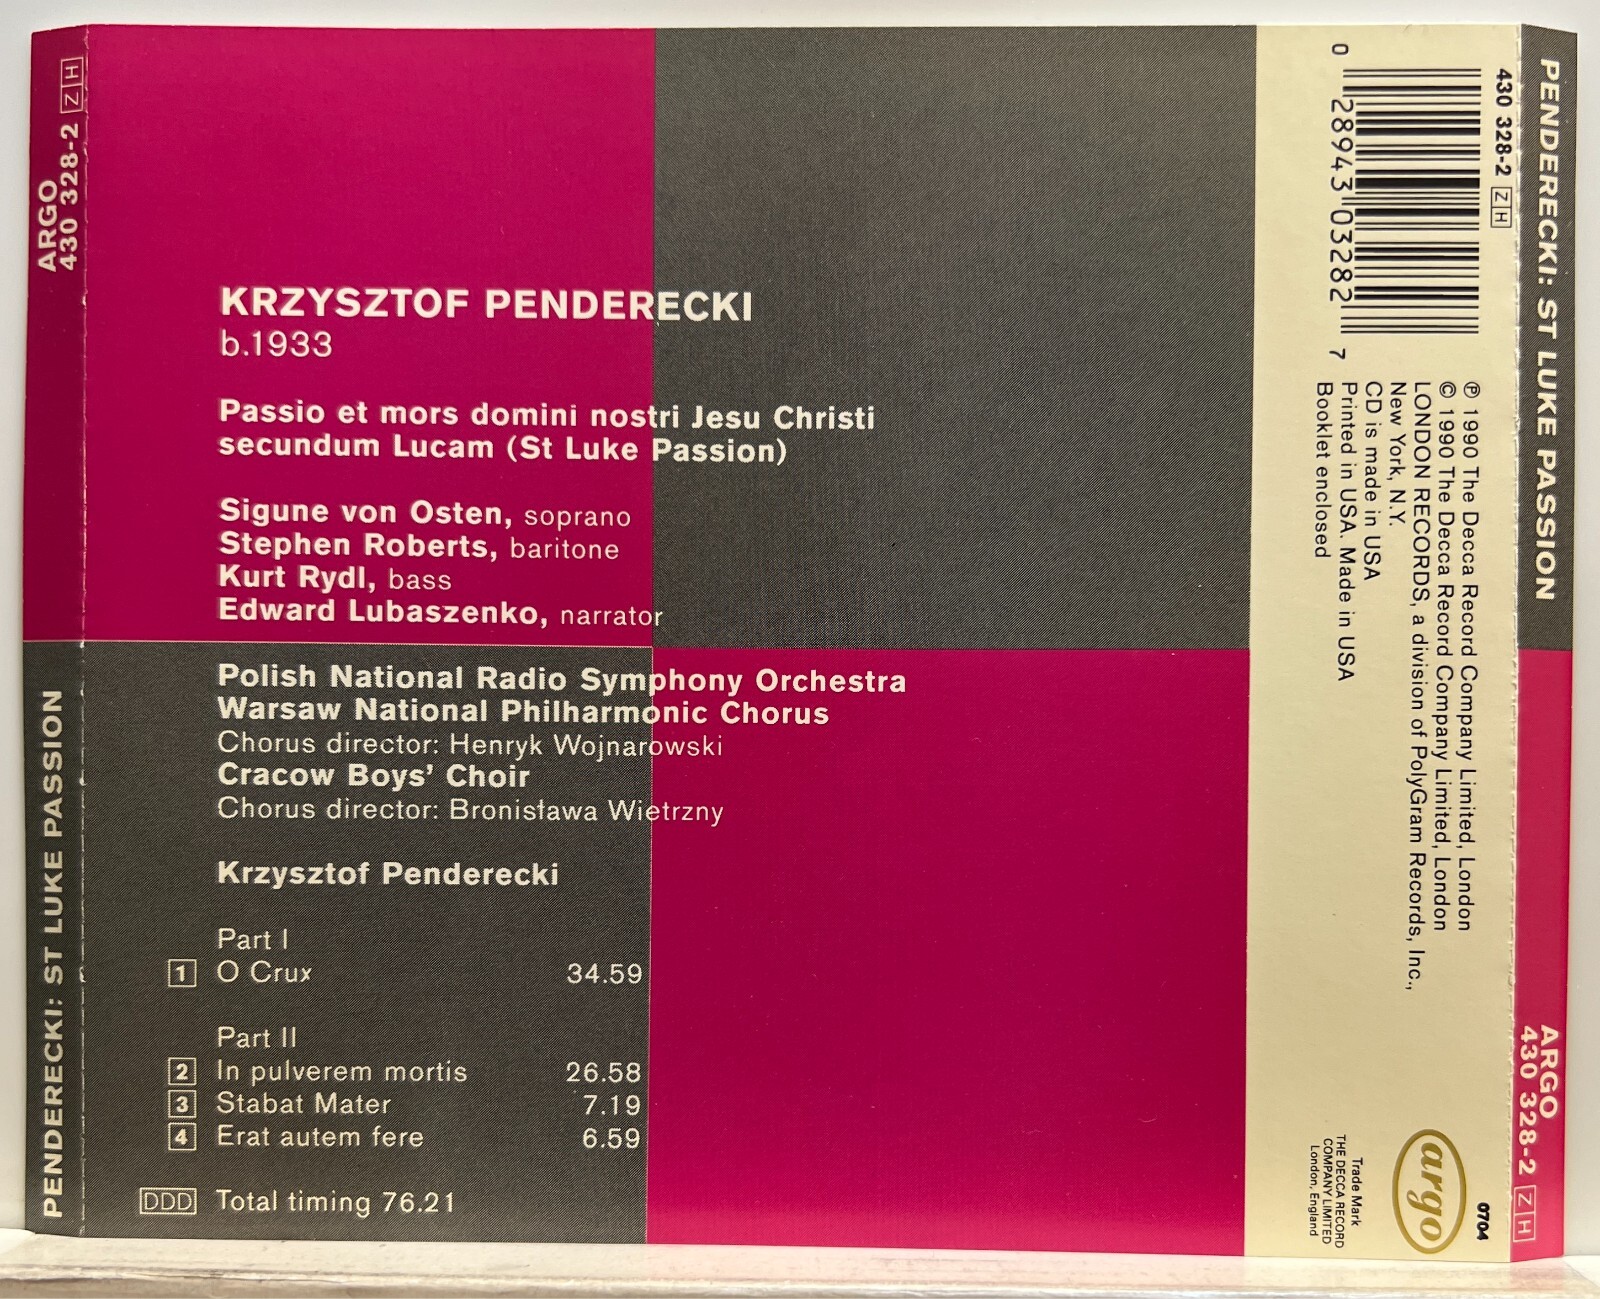 ARGO
430 328-2 ZH
PENDERECKI: ST LUKE PASSION
KRZYSZTOF PENDERECKI
b.1933
Passio et mors domini nostri Jesu Christi
secundum Lucam (St Luke Passion)
Sigune von Osten, soprano
Stephen Roberts, baritone
Kurt Rydl, bass
Edward Lubaszenko, narrator
Polish National Radio Symphony Orchestra
Warsaw National Philharmonic Chorus
Chorus director: Henryk Wojnarowski
Cracow Boys' Choir
Chorus director: Bronisława Wietrzny
Krzysztof Penderecki
Part I
1 O Crux 34.59
Part II
2 In pulverem mortis 26.58
3 Stabat Mater 7.19
4 Erat autem fere 6.59
DDD Total timing 76.21
430 328-2 ZH
0 28943 03282 7
℗ 1990 The Decca Record Company Limited, London
© 1990 The Decca Record Company Limited, London
LONDON RECORDS, a division of PolyGram Records, Inc.,
New York, N.Y.
CD is made in USA
Printed in USA. Made in USA
Booklet enclosed
0704
argo
Trade Mark
THE DECCA RECORD
COMPANY LIMITED
London, England
PENDERECKI: ST LUKE PASSION
ARGO
430 328-2 ZH